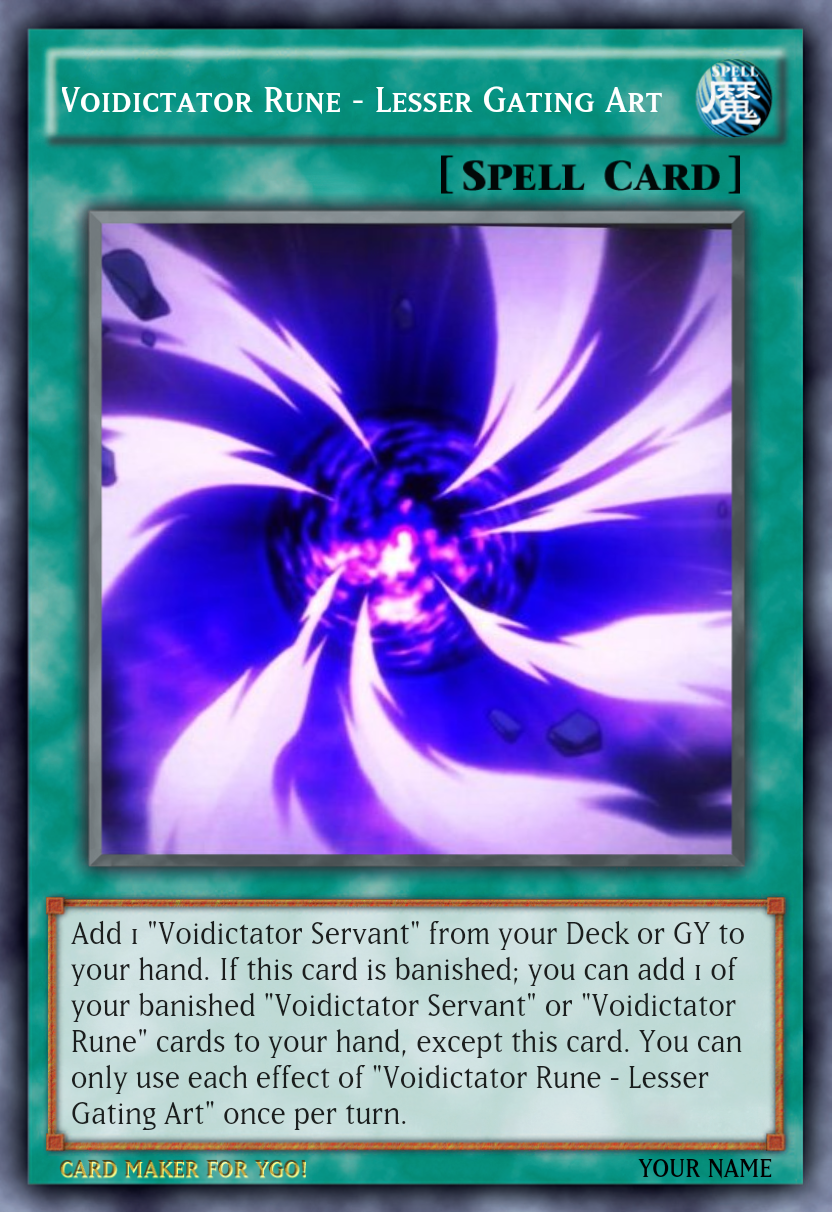 Voidictator Rune - Lesser Gating Art
SPELL
魔
[Spell Card]
Add 1 "Voidictator Servant" from your Deck or GY to
your hand. If this card is banished; you can add 1 of
your banished "Voidictator Servant" or "Voidictator
Rune" cards to your hand, except this card. You can
only use each effect of "Voidictator Rune - Lesser
Gating Art" once per turn.
CARD MAKER FOR YGO!
YOUR NAME